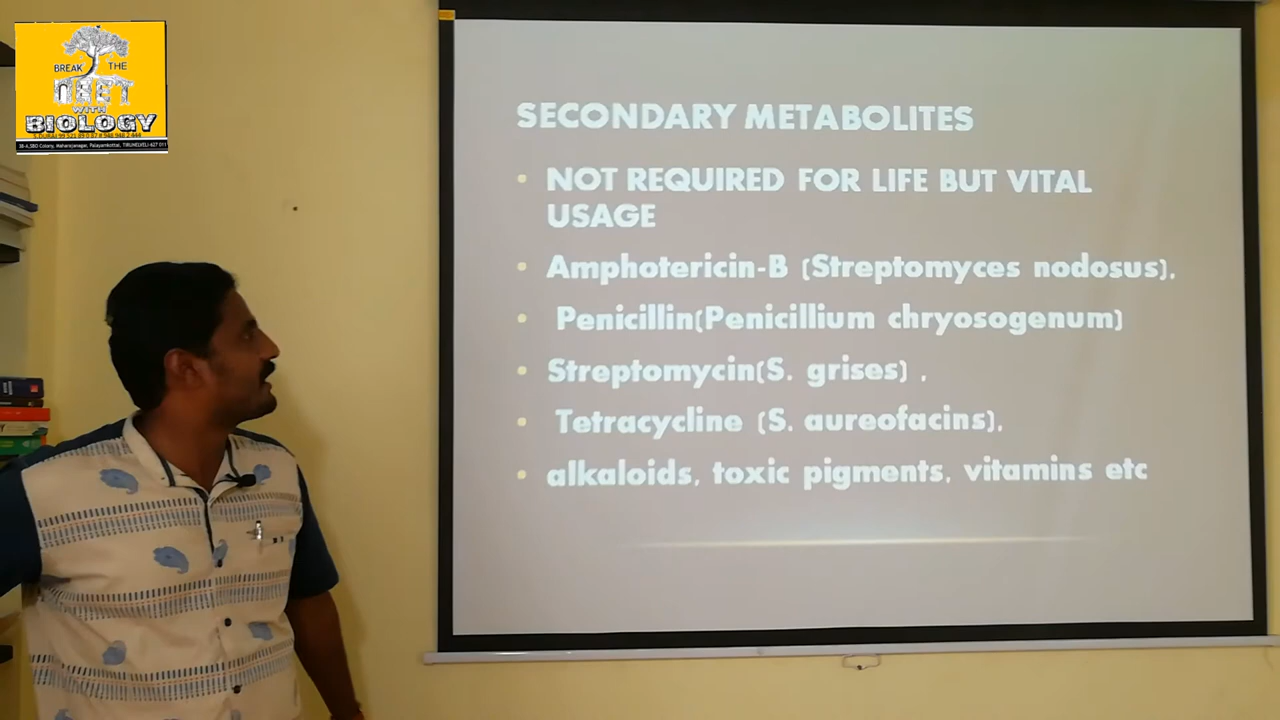 BREAK THE
NEET
WITH
BIOLOGY
SECONDARY METABOLITES
• NOT REQUIRED FOR LIFE BUT VITAL
USAGE
• Amphotericin-B (Streptomyces nodosus),
• Penicillin(Penicillium chryosogenum)
• Streptomycin(S. grises) ,
• Tetracycline (S. aureofacins),
• alkaloids, toxic pigments, vitamins etc